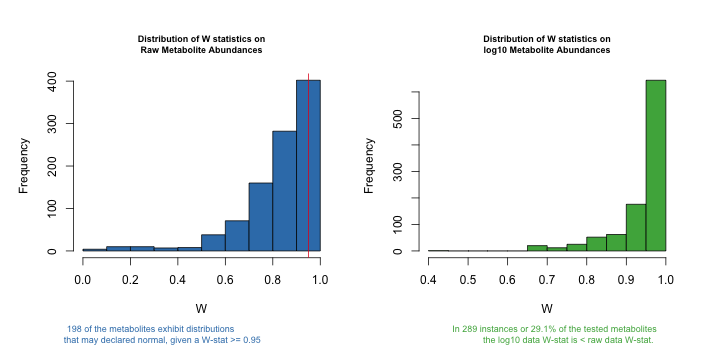 Distribution of W statistics on
Raw Metabolite Abundances
Frequency
0
100
200
300
400
0.0 0.2 0.4 0.6 0.8 1.0
W
198 of the metabolites exhibit distributions
that may declared normal, given a W-stat >= 0.95
Distribution of W statistics on
log10 Metabolite Abundances
Frequency
0
100
300
500
0.4 0.5 0.6 0.7 0.8 0.9 1.0
W
In 289 instances or 29.1% of the tested metabolites
the log10 data W-stat is < raw data W-stat.